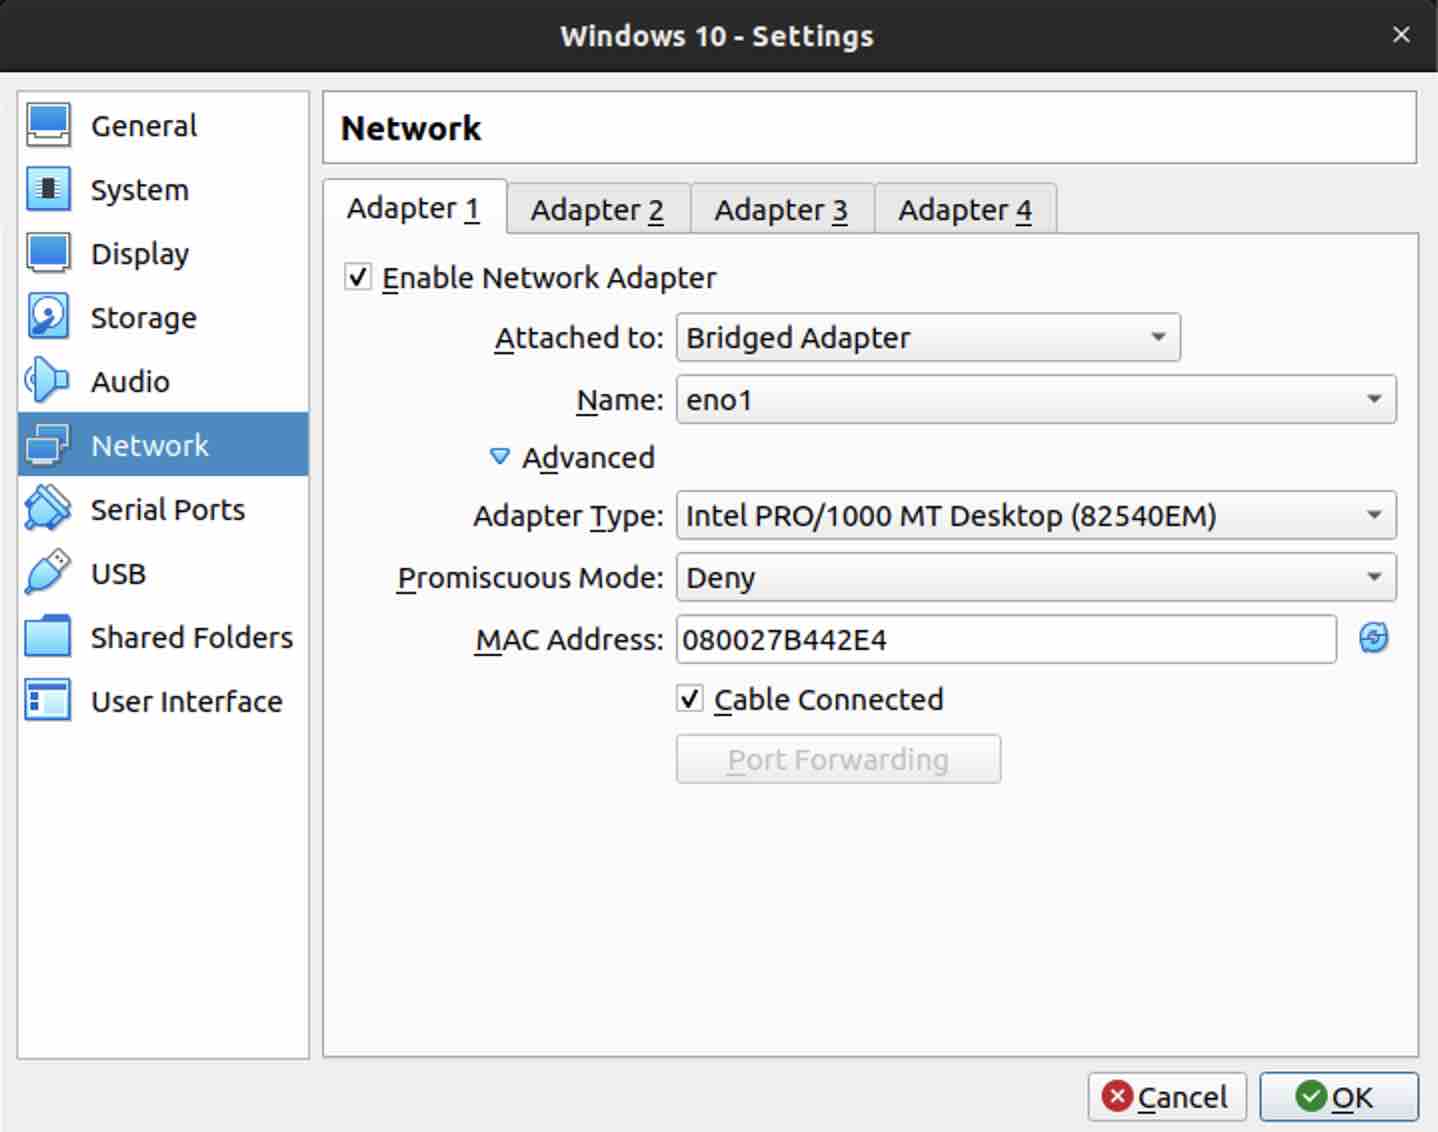 Windows 10 - Settings
General
System
Display
Storage
Audio
Network
Serial Ports
USB
Shared Folders
User Interface
Network
Adapter 1 Adapter 2 Adapter 3 Adapter 4
Enable Network Adapter
Attached to: Bridged Adapter
Name: eno1
Advanced
Adapter Type: Intel PRO/1000 MT Desktop (82540EM)
Promiscuous Mode: Deny
MAC Address: 080027B442E4
Cable Connected
Port Forwarding
Cancel OK